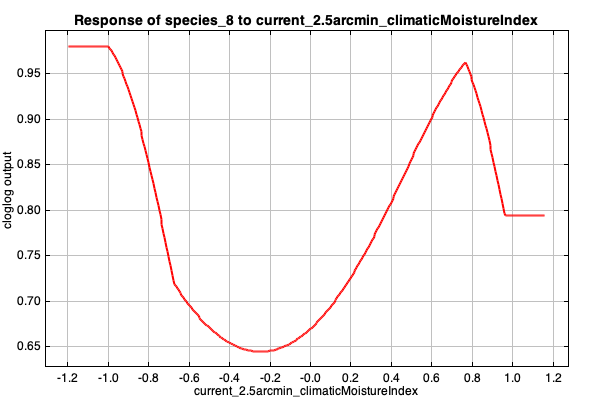 Response of species_8 to current_2.5arcmin_climaticMoistureIndex
cloglog output
0.95
0.90
0.85
0.80
0.75
0.70
0.65
-1.2 -1.0 -0.8 -0.6 -0.4 -0.2 -0.0 0.2 0.4 0.6 0.8 1.0 1.2
current_2.5arcmin_climaticMoistureIndex